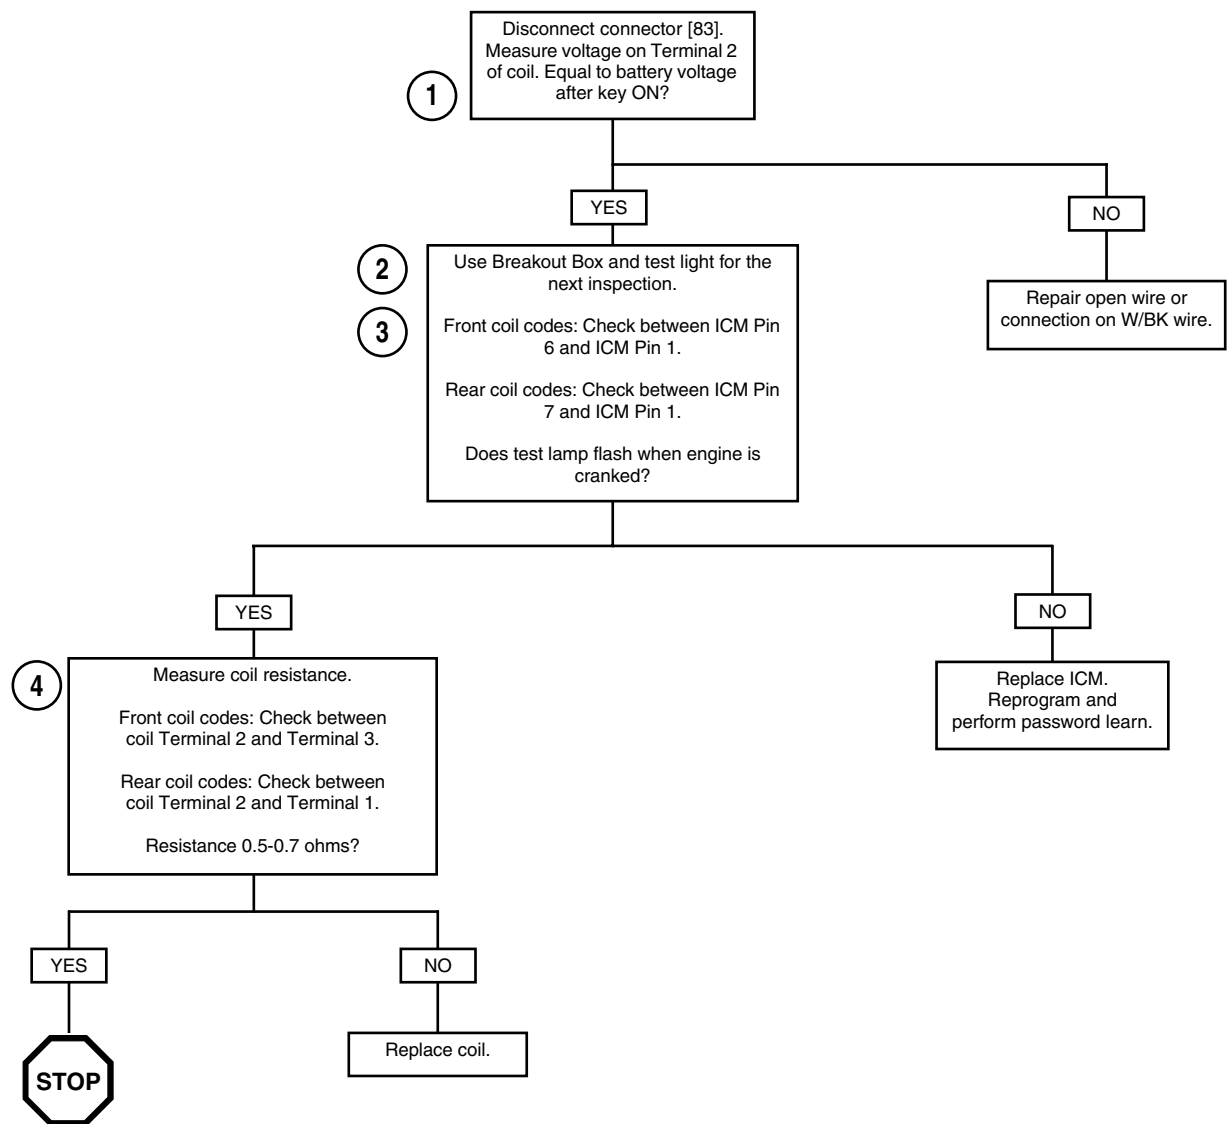 Disconnect connector [83].
Measure voltage on Terminal 2
of coil. Equal to battery voltage
after key ON?
1
YES
NO
2
Use Breakout Box and test light for the
next inspection.
3
Front coil codes: Check between ICM Pin
6 and ICM Pin 1.
Rear coil codes: Check between ICM Pin
7 and ICM Pin 1.
Does test lamp flash when engine is
cranked?
Repair open wire or
connection on W/BK wire.
YES
NO
4
Measure coil resistance.
Front coil codes: Check between
coil Terminal 2 and Terminal 3.
Rear coil codes: Check between
coil Terminal 2 and Terminal 1.
Resistance 0.5-0.7 ohms?
Replace ICM.
Reprogram and
perform password learn.
YES
NO
STOP
Replace coil.